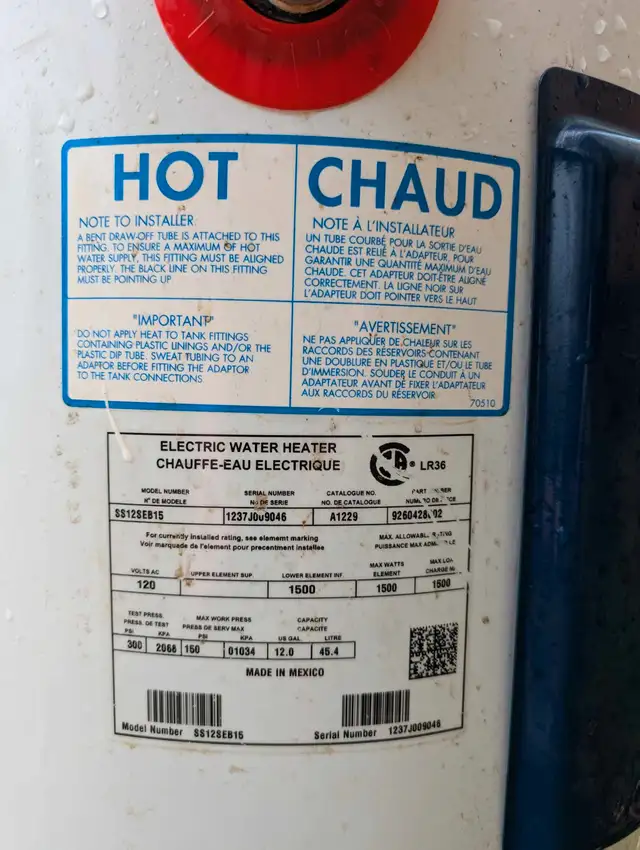 HOT
NOTE TO INSTALLER
A BENT DRAW-OFF TUBE IS ATTACHED TO THIS
FITTING. TO ENSURE A MAXIMUM OF HOT
WATER SUPPLY, THIS FITTING MUST BE ALIGNED
PROPERLY. THE BLACK LINE ON THIS FITTING
MUST BE POINTING UP
CHAUD
NOTE À L'INSTALLATEUR
UN TUBE COURBÉ POUR LA SORTIE D'EAU
CHAUDE EST RELIÉ À L'ADAPTEUR, POUR
GARANTIR UNE QUANTITÉ MAXIMUM D'EAU
CHAUDE. CET ADAPTEUR DOIT-ÊTRE ALIGNÉ
CORRECTEMENT. LA LIGNE NOIR SUR
L'ADAPTEUR DOIT POINTER VERS LE HAUT
"IMPORTANT"
DO NOT APPLY HEAT TO TANK FITTINGS
CONTAINING PLASTIC LININGS AND/OR THE
PLASTIC DIP TUBE. SWEAT TUBING TO AN
ADAPTOR BEFORE FITTING THE ADAPTOR
TO THE TANK CONNECTIONS
"AVERTISSEMENT"
NE PAS APPLIQUER DE CHALEUR SUR LES
RACCORDS DES RÉSERVOIRS CONTENANT
UNE DOUBLURE EN PLASTIQUE ET/OU LE TUBE
D'IMMERSION. SOUDER LE CONDUIT À UN
ADAPTATEUR AVANT DE FIXER L'ADAPTATEUR
AUX RACCORDS DU RÉSERVOIR
70510
ELECTRIC WATER HEATER
CHAUFFE-EAU ELECTRIQUE
® LR36
MODEL NUMBER SERIAL NUMBER CATALOGUE NO.
N° DE MODELE NO DE SERIE NO. DE CATALOGUE
SS12SEB15 1237J009046 A1229
For currently installed rating, see element marking
Voir marquade de l'element pour precentment installee
MAX. ALLOWABLE
PUISSANCE MAX
VOLTS AC UPPER ELEMENT SUP. LOWER ELEMENT INF. MAX WATTS ELEMENT MAX
120 1500 1500 1500
TEST PRESS. MAX WORK PRESS CAPACITY
PRESS. DE TEST PRESS DE SERV MAX CAPACITE
PSI KPA PSI KPA US GAL. LITRE
300 2068 150 01034 12.0 45.4
MADE IN MEXICO
Model Number SS12SEB15 Serial Number 1237J009046